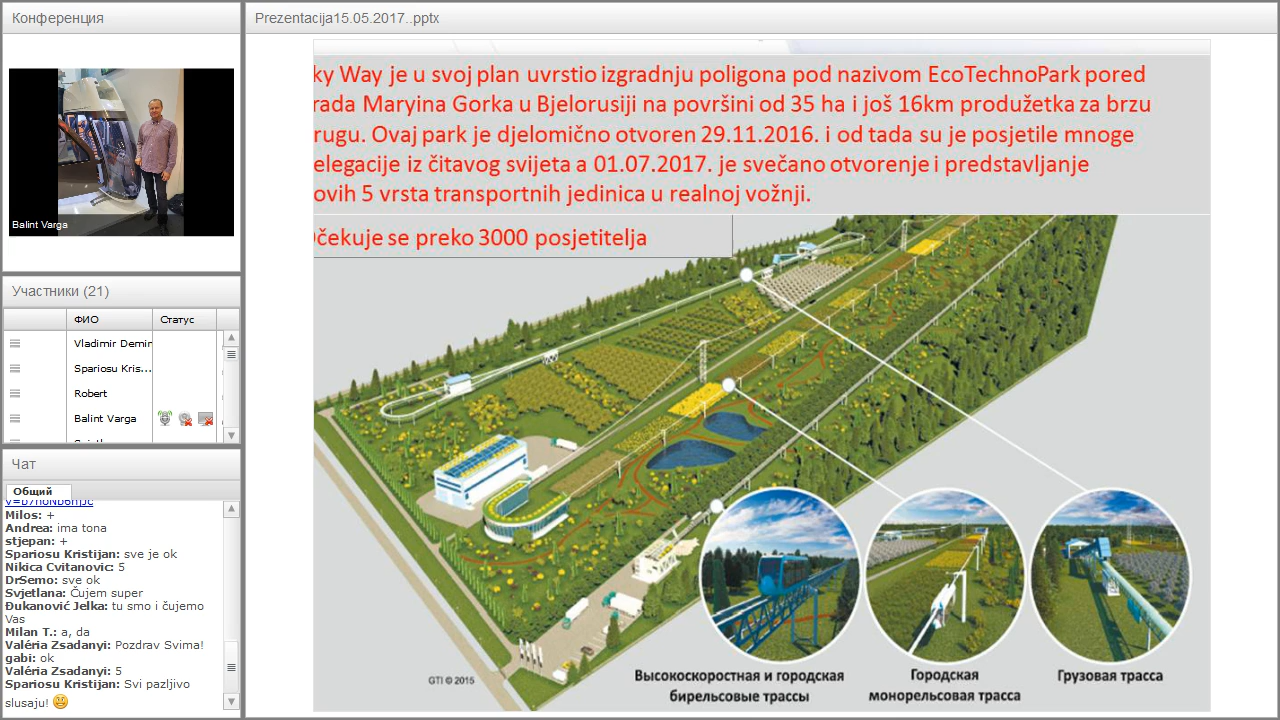 Конференция
Balint Varga
Участники (21)
ФИО Статус
Vladimir Demin
Spariosu Kris...
Robert
Balint Varga
Чат
Общий
Milos: +
Andrea: ima tona
stjepan: +
Spariosu Kristijan: sve je ok
Nikica Cvitanovic: 5
DrSemo: sve ok
Svjetlana: Čujem super
Đukanović Jelka: tu smo i čujemo
Vas
Milan T.: a, da
Valéria Zsadanyi: Pozdrav Svima!
gabi: ok
Valéria Zsadanyi: 5
Spariosu Kristijan: Svi pazljivo
slusaju!
Prezentacija15.05.2017..pptx
ky Way je u svoj plan uvrstio izgradnju poligona pod nazivom EcoTechnoPark pored
rada Maryina Gorka u Bjelorusiji na površini od 35 ha i još 16km produžetka za brzu
rugu. Ovaj park je djelomično otvoren 29.11.2016. i od tada su je posjetile mnoge
elegacije iz čitavog svijeta a 01.07.2017. je svečano otvorenje i predstavljanje
ovih 5 vrsta transportnih jedinica u realnoj vožnji.
čekuje se preko 3000 posjetitelja
GTI © 2015
Высокоскоростная и городская
бирельсовые трассы
Городская
монорельсовая трасса
Грузовая трасса